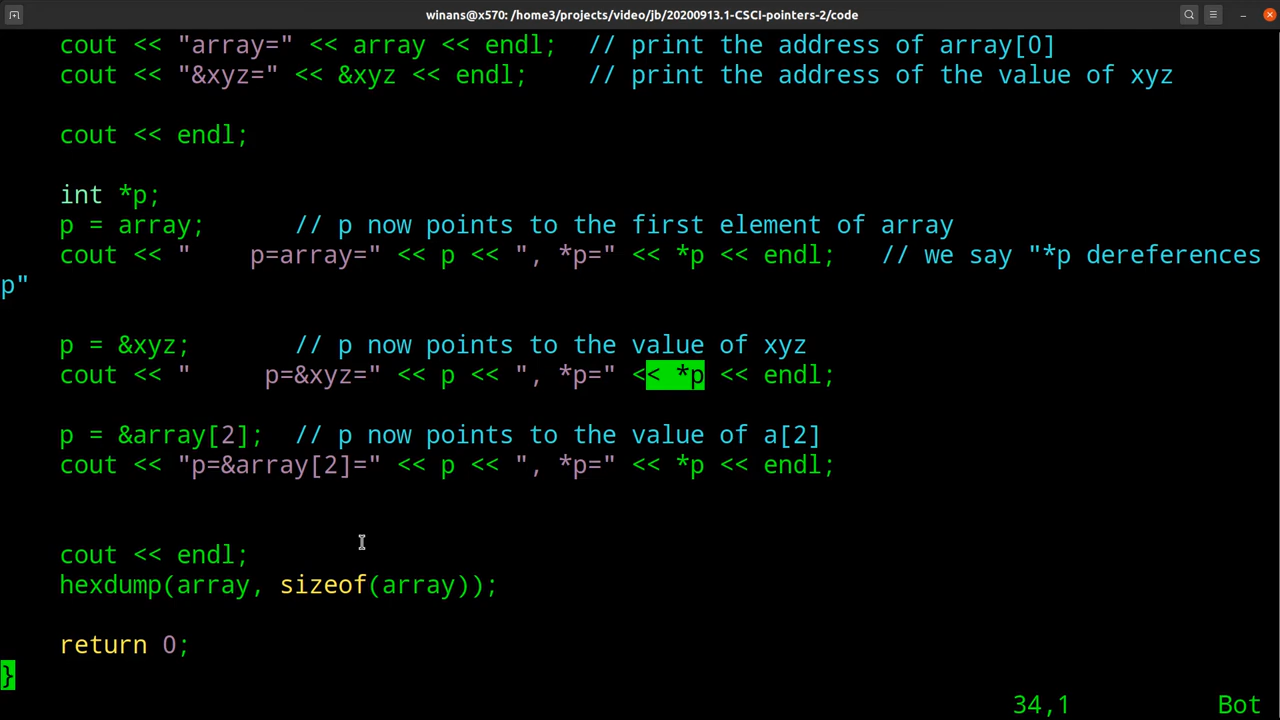 winans@x570: /home3/projects/video/jb/20200913.1-CSCI-pointers-2/code
cout << "array=" << array << endl;  // print the address of array[0]
cout << "&xyz=" << &xyz << endl;    // print the address of the value of xyz
cout << endl;
int *p;
p = array;      // p now points to the first element of array
cout << "    p=array=" << p << ", *p=" << *p << endl;   // we say "*p dereferences
p"
p = &xyz;       // p now points to the value of xyz
cout << "     p=&xyz=" << p << ", *p=" << *p << endl;
p = &array[2];  // p now points to the value of a[2]
cout << "p=&array[2]=" << p << ", *p=" << *p << endl;
cout << endl;
hexdump(array, sizeof(array));
return 0;
}
34,1 Bot